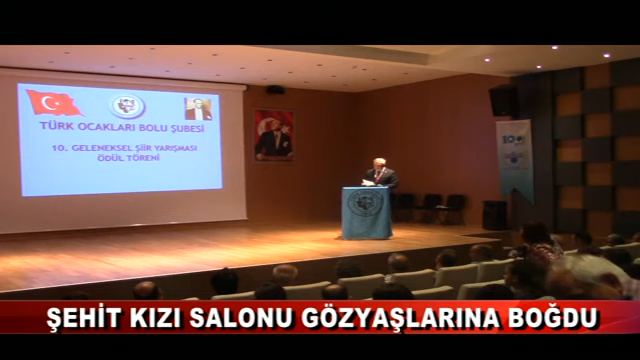 TÜRK OCAKLARI BOLU ŞUBESİ
10. GELENEKSEL ŞİİR YARIŞMASI
ÖDÜL TÖRENİ
ŞEHİT KIZI SALONU GÖZYAŞLARINA BOĞDU